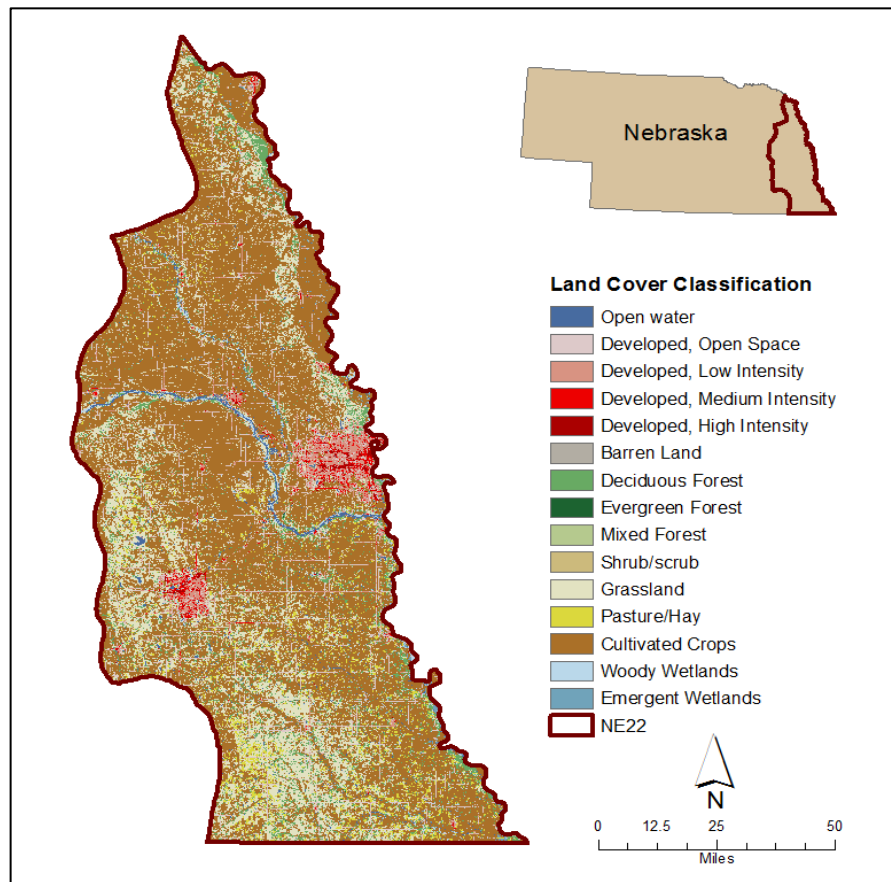 Nebraska
Land Cover Classification
Open water
Developed, Open Space
Developed, Low Intensity
Developed, Medium Intensity
Developed, High Intensity
Barren Land
Deciduous Forest
Evergreen Forest
Mixed Forest
Shrub/scrub
Grassland
Pasture/Hay
Cultivated Crops
Woody Wetlands
Emergent Wetlands
NE22
N
0 12.5 25 50
Miles